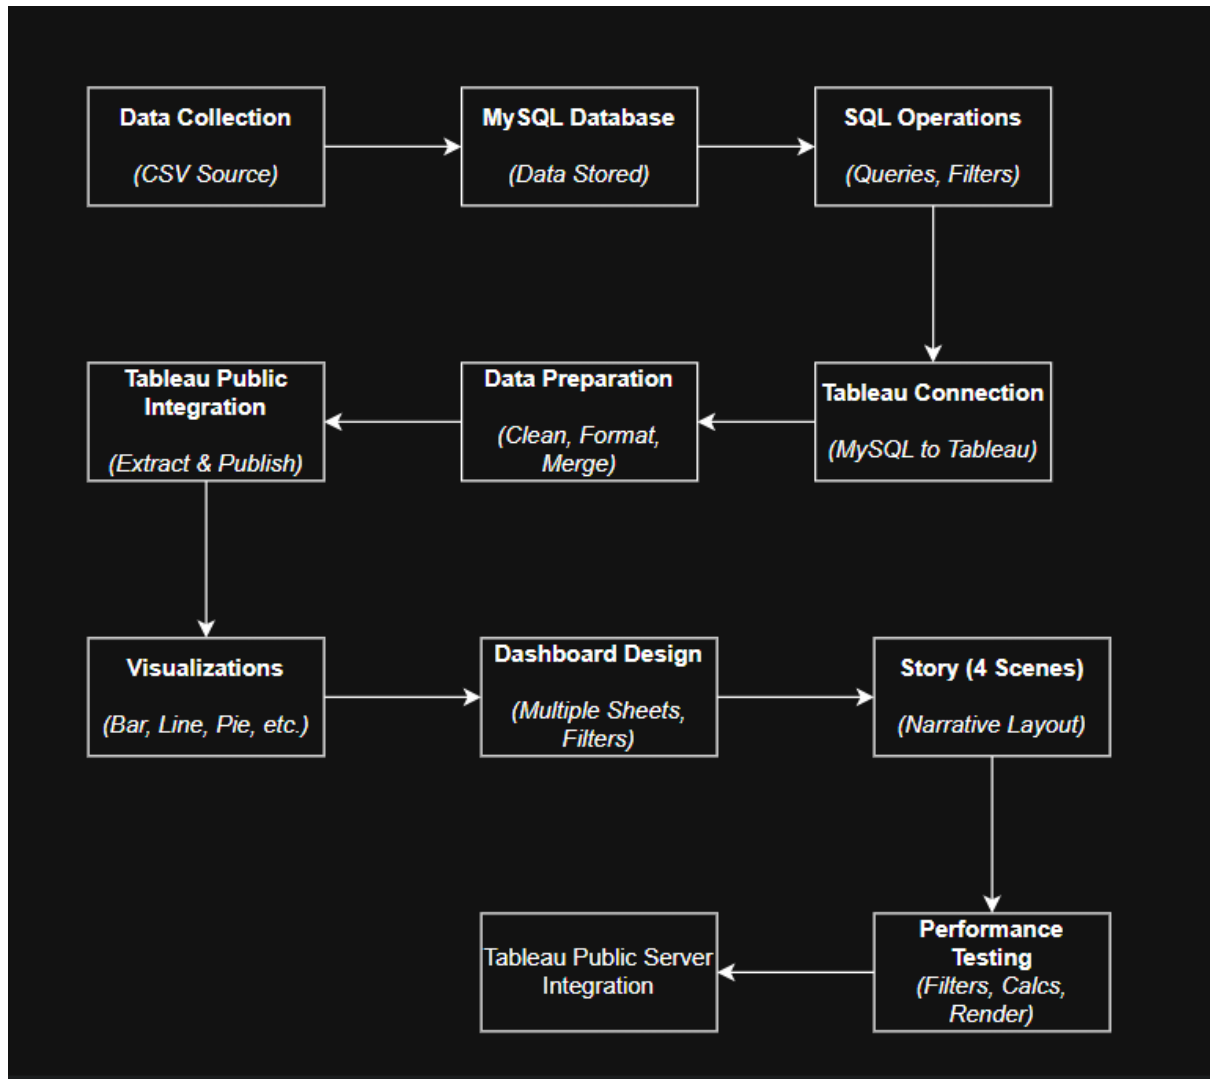 Data Collection
(CSV Source)
MySQL Database
(Data Stored)
SQL Operations
(Queries, Filters)
Tableau Connection
(MySQL to Tableau)
Data Preparation
(Clean, Format,
Merge)
Tableau Public
Integration
(Extract & Publish)
Visualizations
(Bar, Line, Pie, etc.)
Dashboard Design
(Multiple Sheets,
Filters)
Story (4 Scenes)
(Narrative Layout)
Performance
Testing
(Filters, Calcs,
Render)
Tableau Public Server
Integration